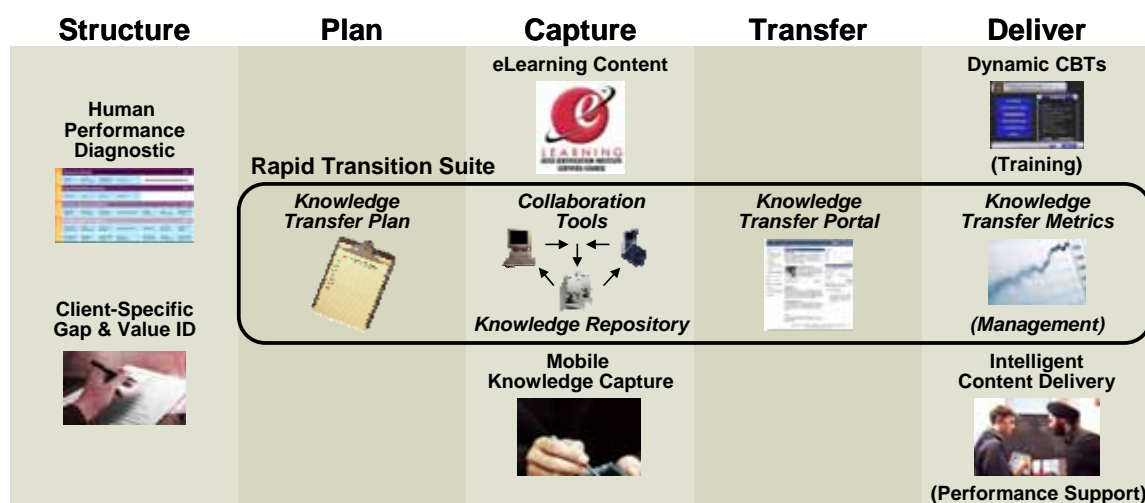 Structure
Plan
Capture
Transfer
Deliver
Human
Performance
Diagnostic
Client-Specific
Gap & Value ID
Rapid Transition Suite
Knowledge
Transfer Plan
eLearning Content
e
LEARNING
Collaboration
Tools
Knowledge Repository
Mobile
Knowledge Capture
Knowledge
Transfer Portal
Dynamic CBTs
(Training)
Knowledge
Transfer Metrics
(Management)
Intelligent
Content Delivery
(Performance Support)